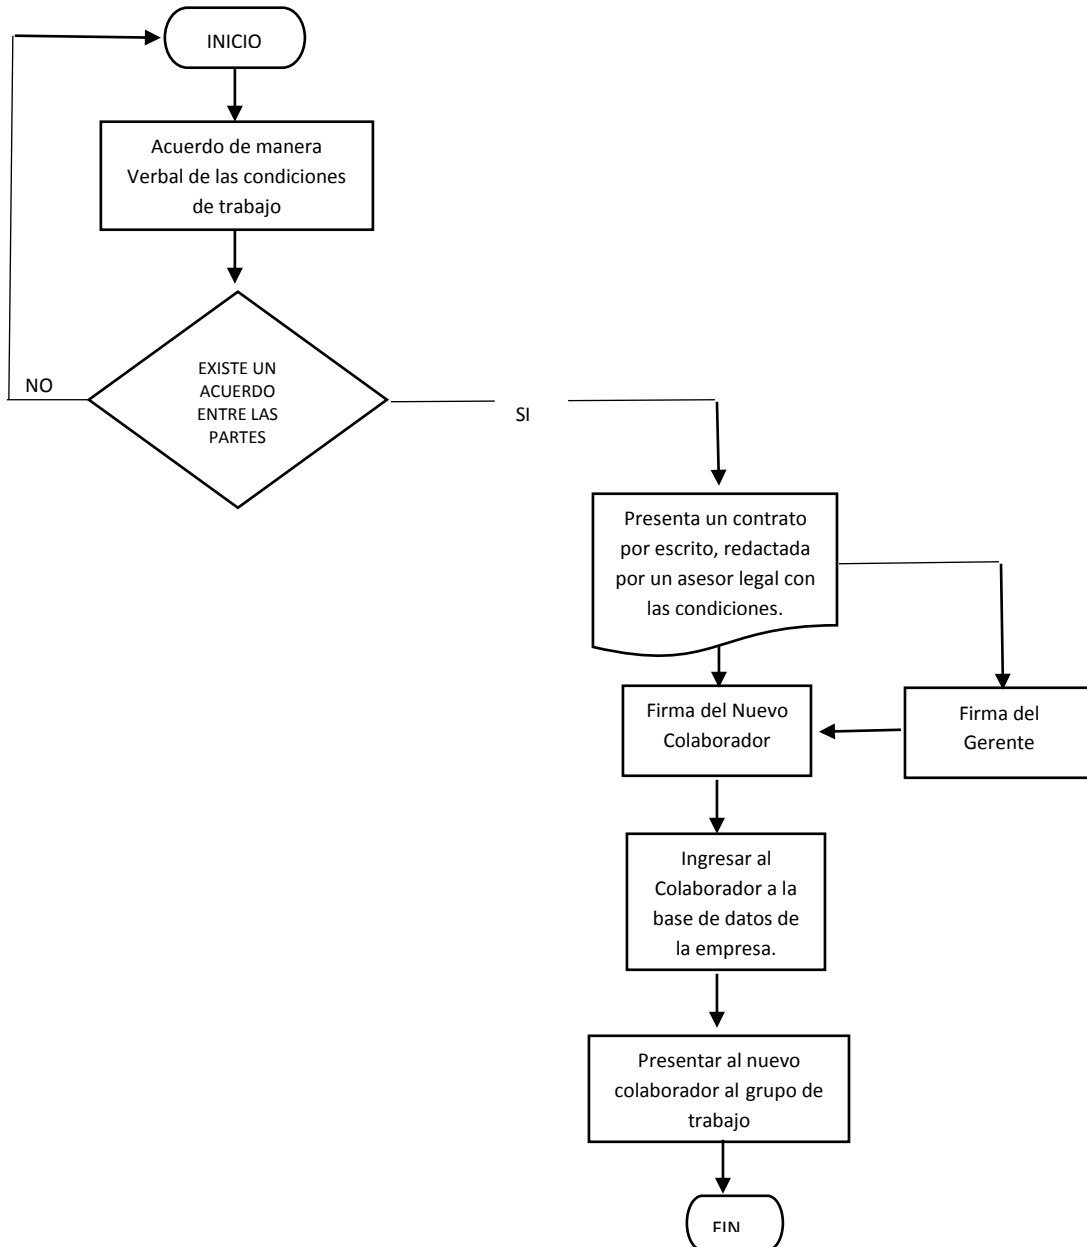 INICIO
Acuerdo de manera
Verbal de las condiciones
de trabajo
EXISTE UN
ACUERDO
ENTRE LAS
PARTES
NO
SI
Presenta un contrato
por escrito, redactada
por un asesor legal con
las condiciones.
Firma del Nuevo
Colaborador
Firma del
Gerente
Ingresar al
Colaborador a la
base de datos de
la empresa.
Presentar al nuevo
colaborador al grupo de
trabajo
FIN